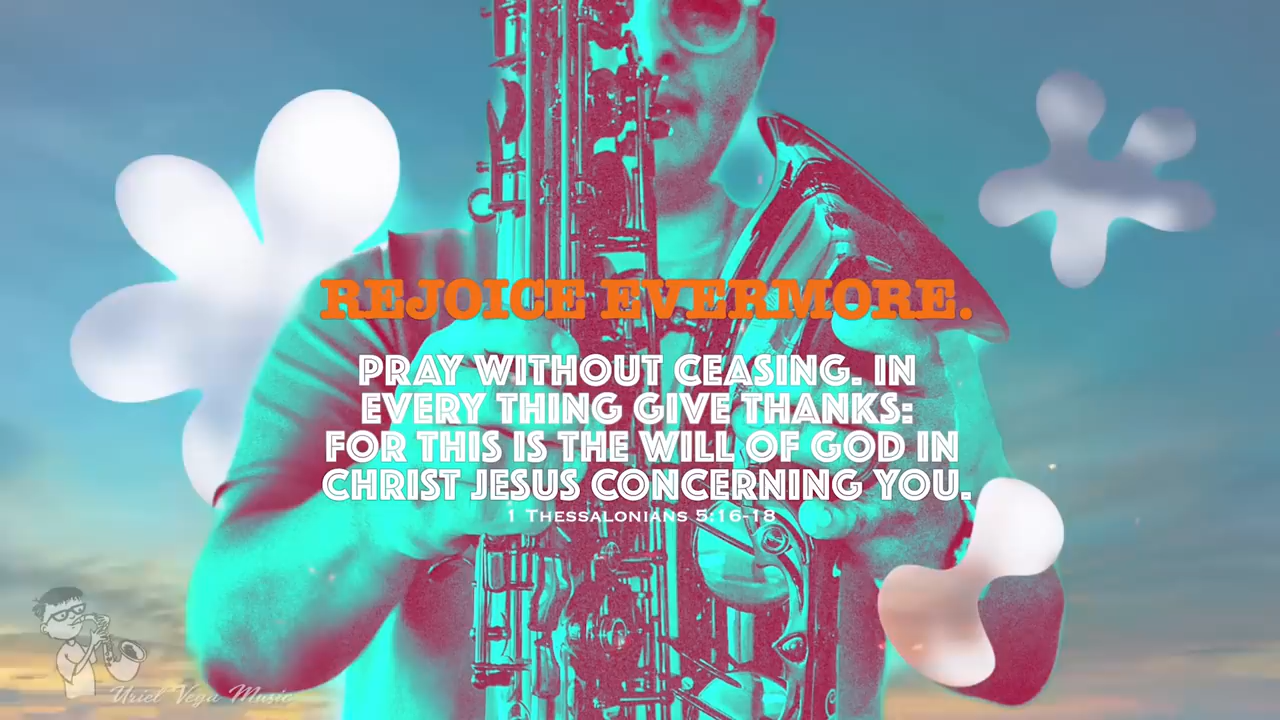 REJOICE EVERMORE.
PRAY WITHOUT CEASING. IN
EVERY THING GIVE THANKS:
FOR THIS IS THE WILL OF GOD IN
CHRIST JESUS CONCERNING YOU.
1 THESSALONIANS 5:16-18
Uriel Vega Music